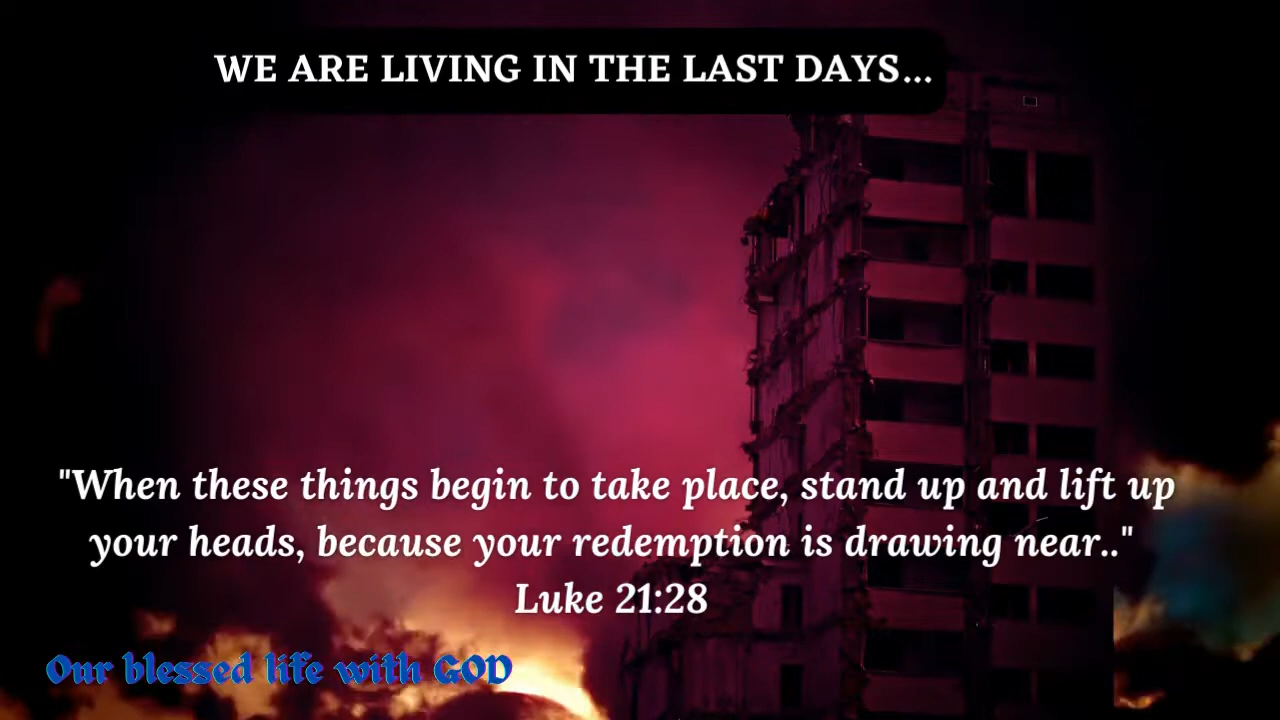 WE ARE LIVING IN THE LAST DAYS...
"When these things begin to take place, stand up and lift up
your heads, because your redemption is drawing near.."
Luke 21:28
Our blessed life with GOD